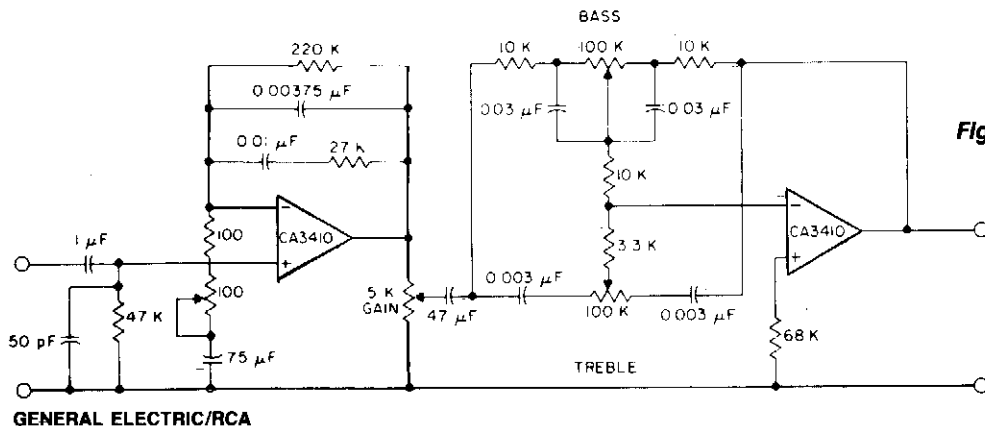 BASS
220 K
10 K
100 K
10 K
0.00375 µF
0.03 µF
0.03 µF
0.01 µF
27 K
Fig
10 K
CA3410
CA3410
100
1 µF
3.3 K
0.003 µF
5 K
GAIN
100
47 µF
100 K
0.003 µF
47 K
68 K
50 pF
75 µF
TREBLE
GENERAL ELECTRIC/RCA